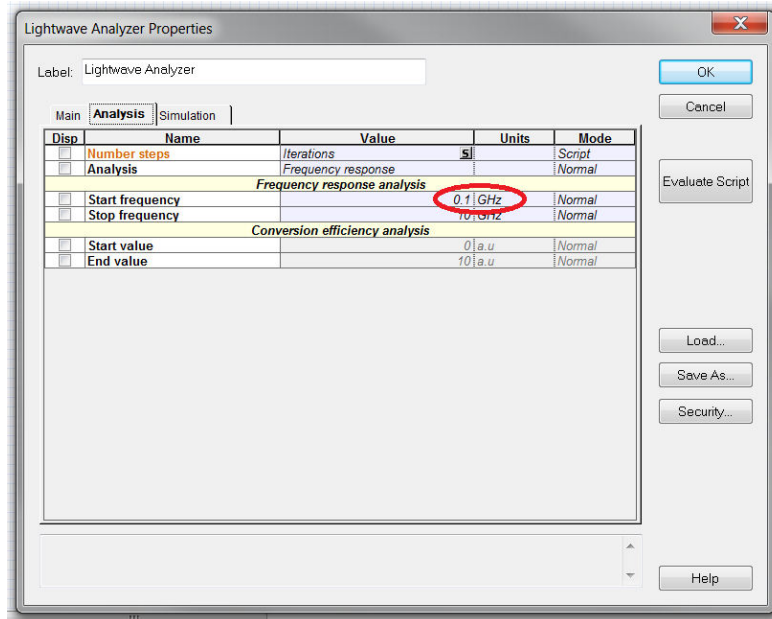 Lightwave Analyzer Properties
Label: Lightwave Analyzer
OK
Cancel
Main Analysis Simulation
Disp Name Value Units Mode
Number steps Iterations S Script
Analysis Frequency response Normal
Evaluate Script
Frequency response analysis
Start frequency 0.1 GHz Normal
Stop frequency 10 GHz Normal
Conversion efficiency analysis
Start value 0 a.u Normal
End value 10 a.u Normal
Load...
Save As...
Security...
Help